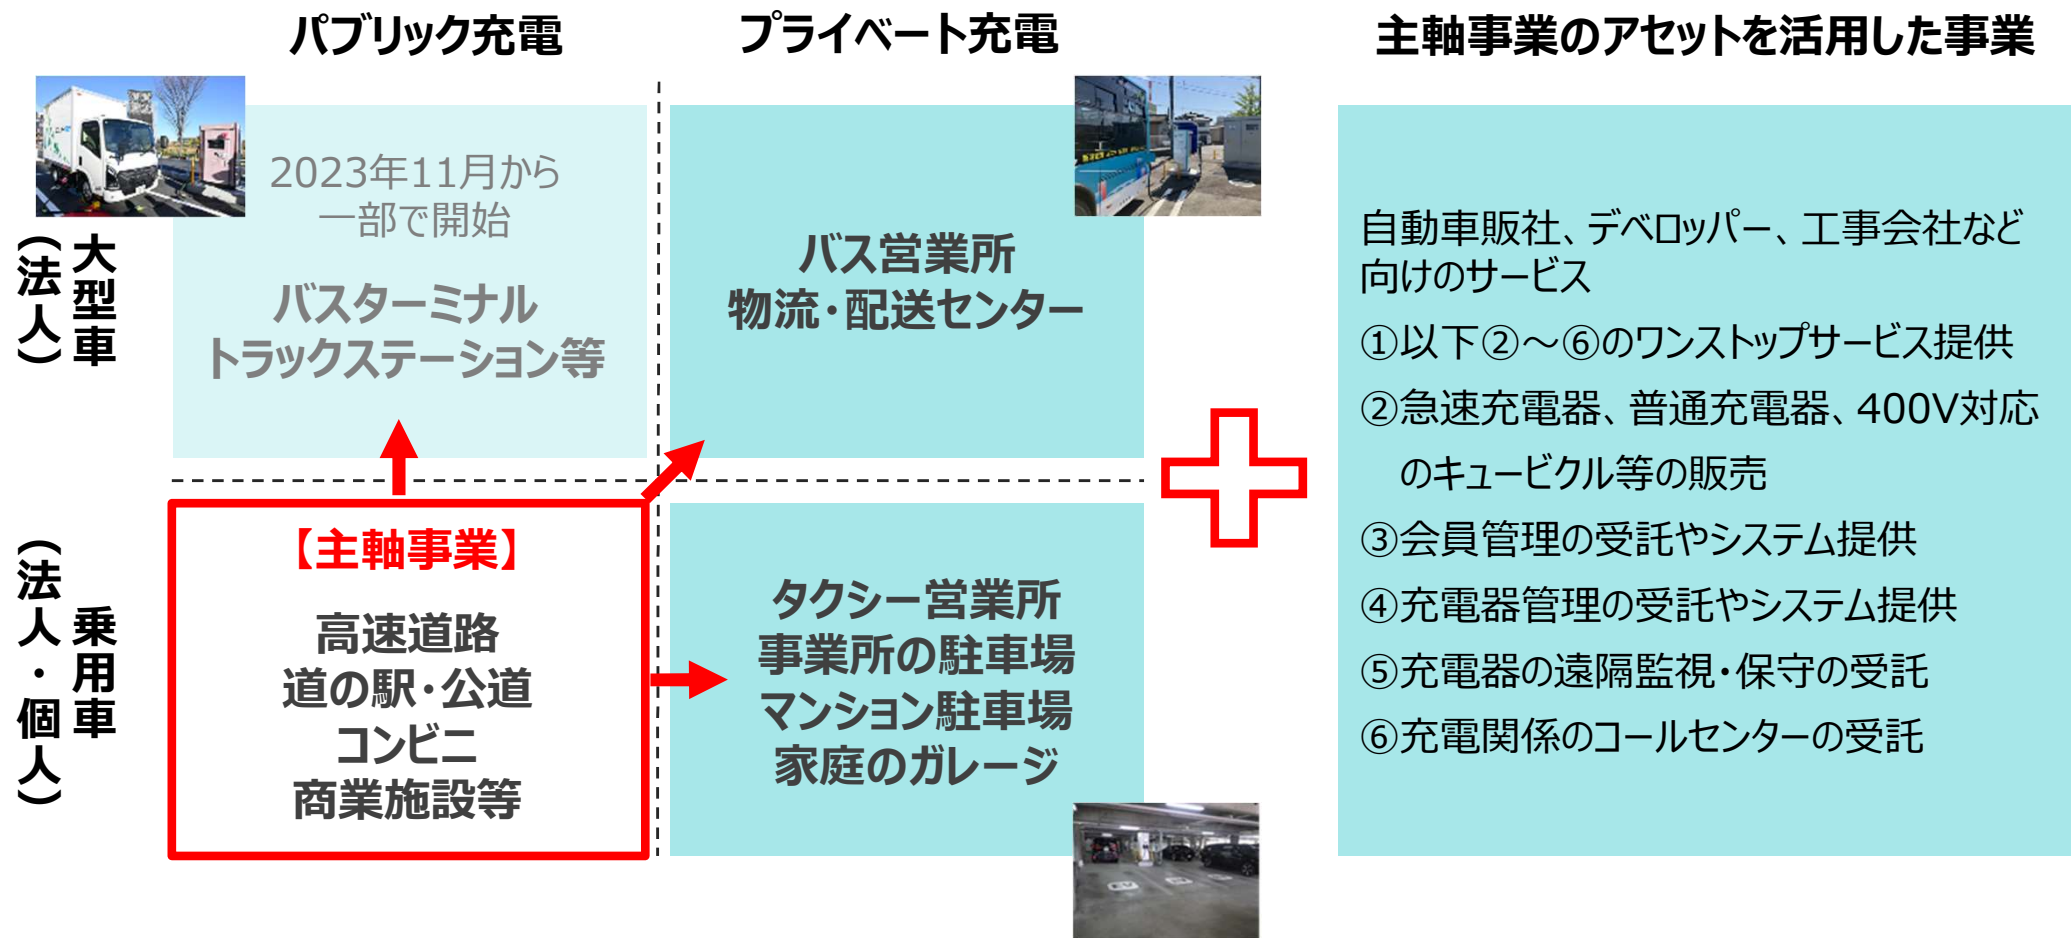 パブリック充電
プライベート充電
主軸事業のアセットを活用した事業
大型車
（法人）
2023年11月から
一部で開始
バスターミナル
トラックステーション等
バス営業所
物流・配送センター
乗用車
（法人・個人）
【主軸事業】
高速道路
道の駅・公道
コンビニ
商業施設等
タクシー営業所
事業所の駐車場
マンション駐車場
家庭のガレージ
自動車販社、デベロッパー、工事会社など
向けのサービス
①以下②～⑥のワンストップサービス提供
②急速充電器、普通充電器、400V対応
のキュービクル等の販売
③会員管理の受託やシステム提供
④充電器管理の受託やシステム提供
⑤充電器の遠隔監視・保守の受託
⑥充電関係のコールセンターの受託